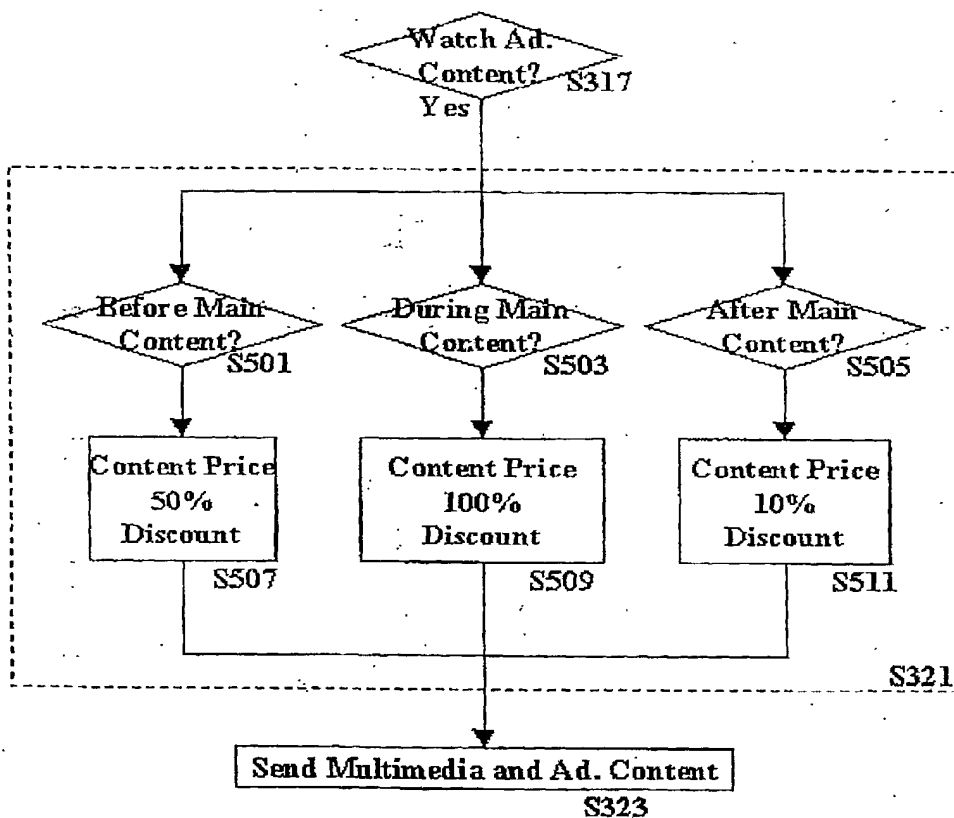 Watch Ad.
Content?
S317
Yes
Before Main
Content?
S501
During Main
Content?
S503
After Main
Content?
S505
Content Price
50%
Discount
S507
Content Price
100%
Discount
S509
Content Price
10%
Discount
S511
S321
Send Multimedia and Ad. Content
S323